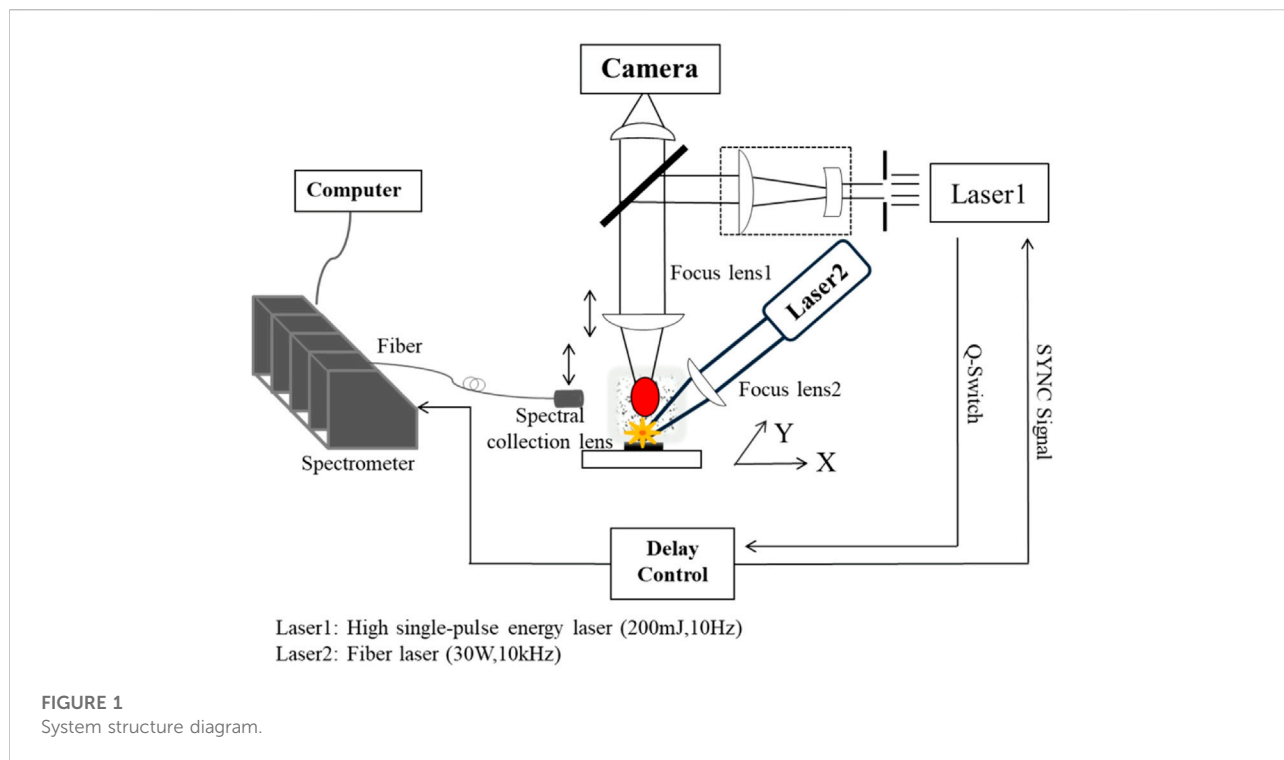 Camera
Computer
Laser1
Focus lens1
Laser2
Fiber
Focus lens2
Spectral
collection lens
Spectrometer
Y
X
Q-Switch
SYNC Signal
Delay
Control
Laser1: High single-pulse energy laser (200mJ,10Hz)
Laser2: Fiber laser (30W,10kHz)
FIGURE 1
System structure diagram.